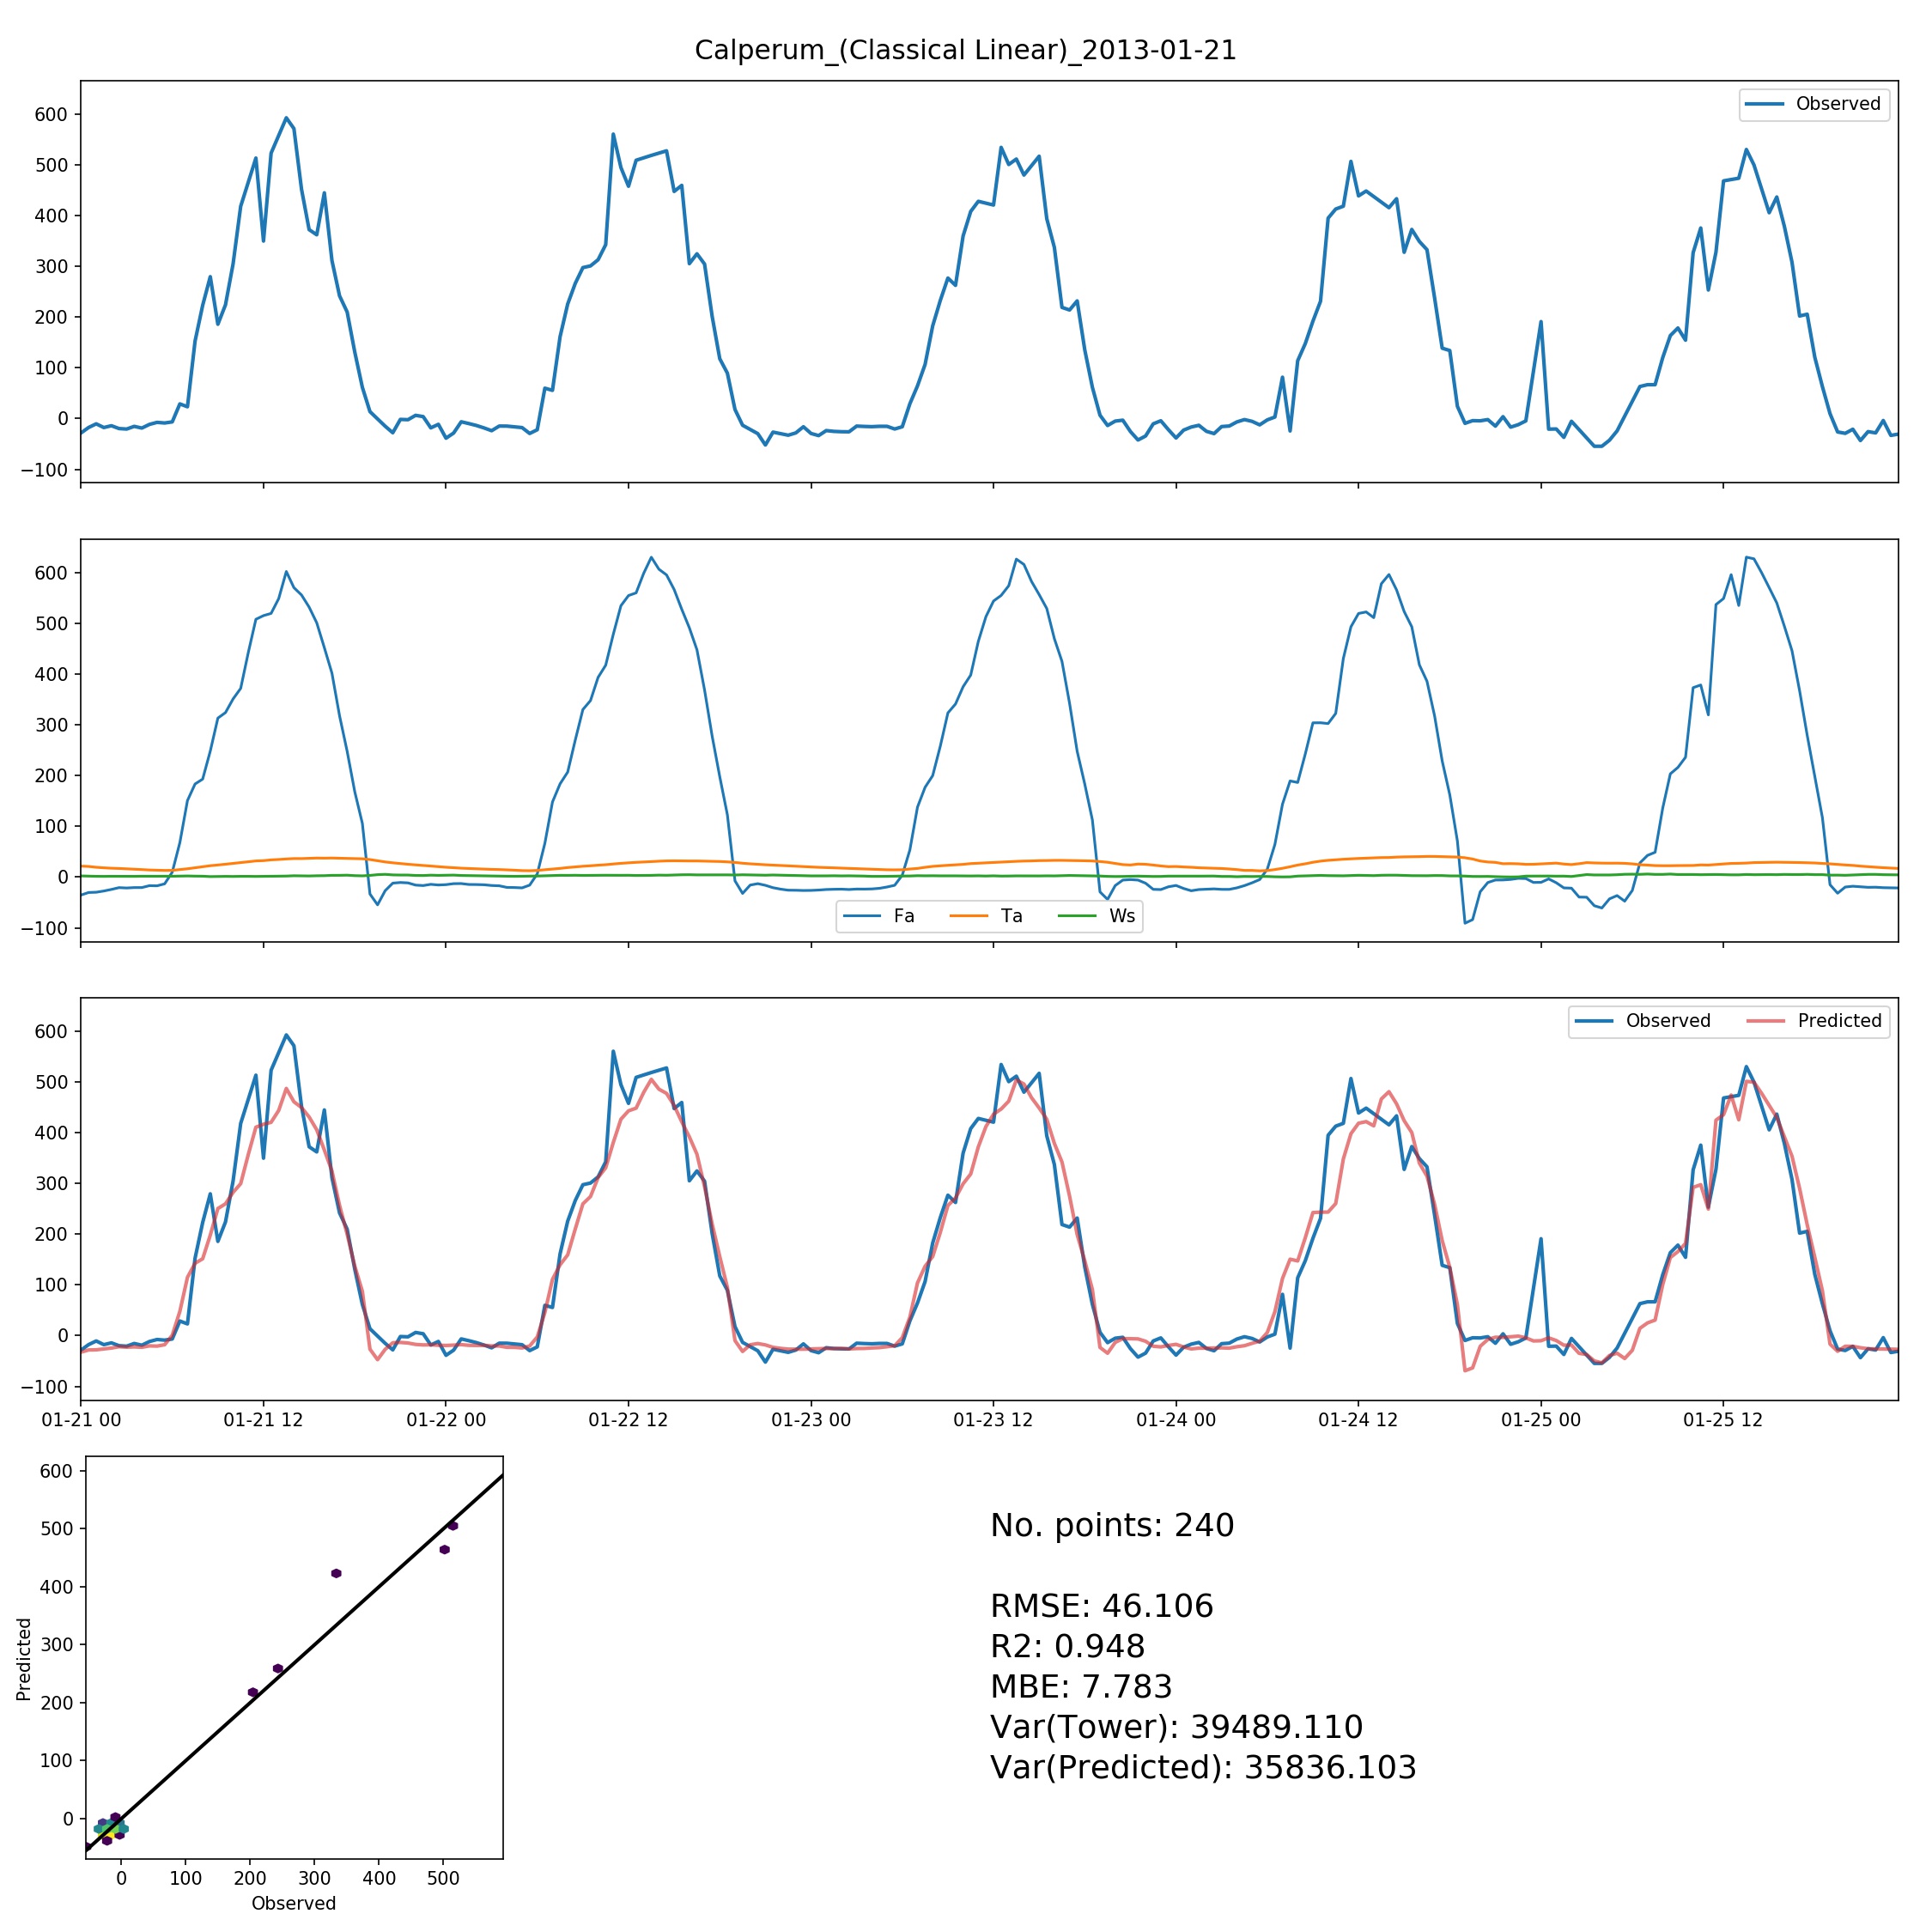 Calperum_(Classical Linear)_2013-01-21
600
500
400
300
200
100
0
−100
Observed
600
500
400
300
200
100
0
−100
Fa Ta Ws
600
500
400
300
200
100
0
−100
Observed Predicted
01-21 00 01-21 12 01-22 00 01-22 12 01-23 00 01-23 12 01-24 00 01-24 12 01-25 00 01-25 12
600
500
400
300
200
100
0
Predicted
0 100 200 300 400 500
Observed
No. points: 240
RMSE: 46.106
R2: 0.948
MBE: 7.783
Var(Tower): 39489.110
Var(Predicted): 35836.103